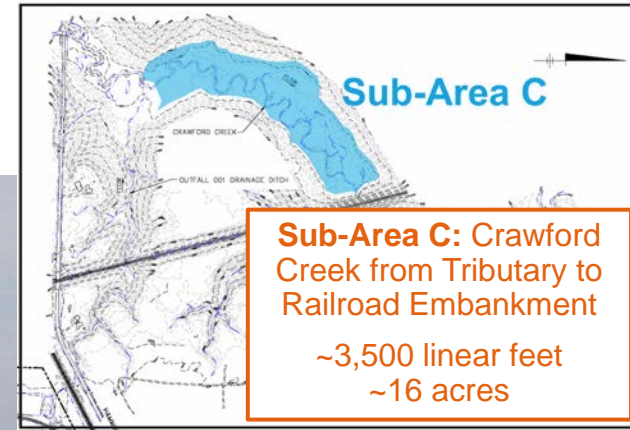 Sub-Area C
CRAWFORD CREEK
OUTFALL 001 DRAINAGE DITCH
Sub-Area C: Crawford
Creek from Tributary to
Railroad Embankment
~3,500 linear feet
~16 acres